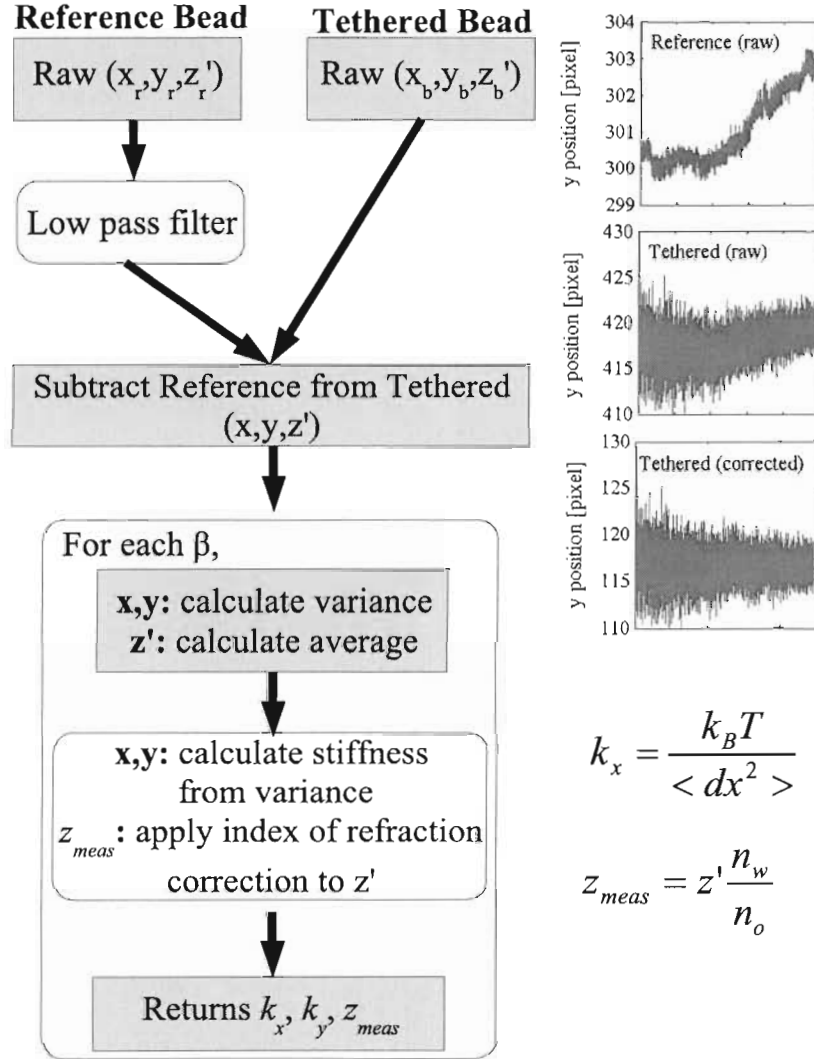 Reference Bead
Raw (x_r,y_r,z_r')
Tethered Bead
Raw (x_b,y_b,z_b')
Low pass filter
Subtract Reference from Tethered
(x,y,z')
For each β,
x,y: calculate variance
z': calculate average
x,y: calculate stiffness
from variance
z_meas: apply index of refraction
correction to z'
Returns k_x, k_y, z_meas
304
303
302
301
300
299
y position [pixel]
Reference (raw)
430
425
420
415
410
y position [pixel]
Tethered (raw)
130
125
120
115
110
y position [pixel]
Tethered (corrected)
k_x = k_B T / < dx² >
z_meas = z' n_w / n_o